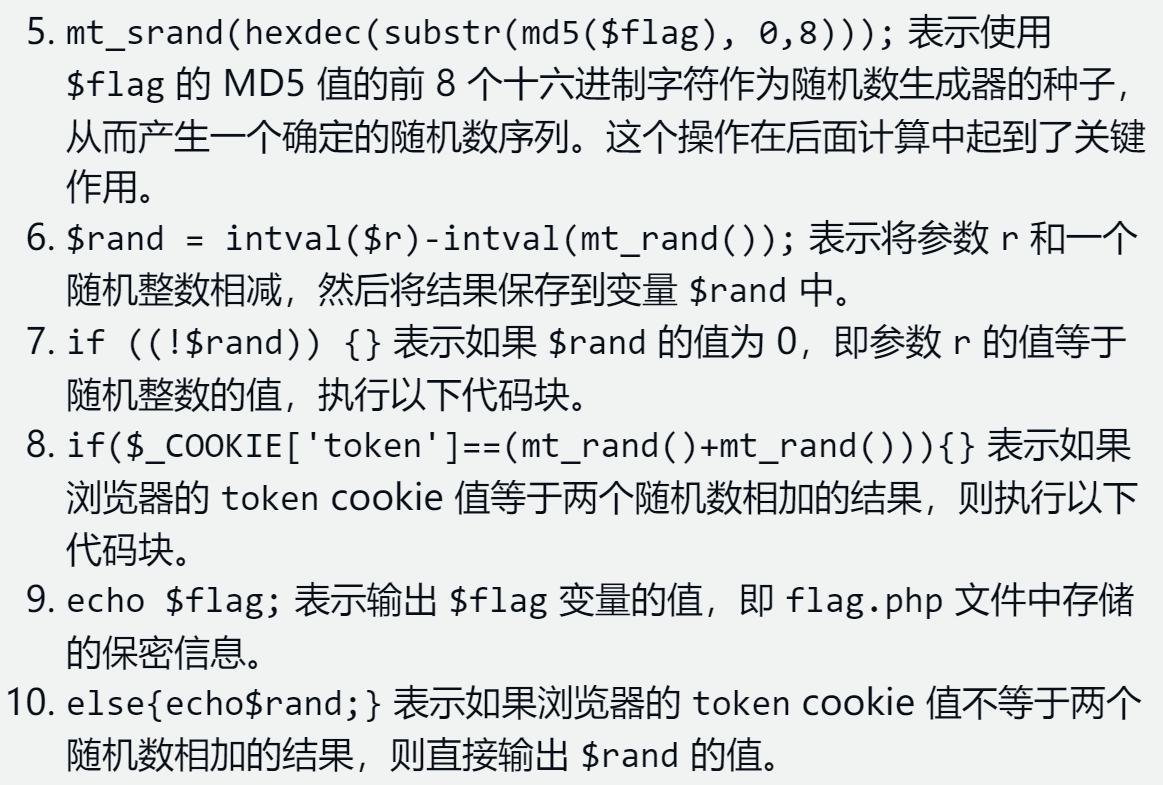 5. mt_srand(hexdec(substr(md5($flag), 0,8))); 表示使用
$flag 的 MD5 值的前 8 个十六进制字符作为随机数生成器的种子，
从而产生一个确定的随机数序列。这个操作在后面计算中起到了关键
作用。
6. $rand = intval($r)-intval(mt_rand()); 表示将参数 r 和一个
随机整数相减，然后将结果保存到变量 $rand 中。
7. if ((!$rand)) {} 表示如果 $rand 的值为 0，即参数 r 的值等于
随机整数的值，执行以下代码块。
8. if($_COOKIE['token']==(mt_rand()+mt_rand())){} 表示如果
浏览器的 token cookie 值等于两个随机数相加的结果，则执行以下
代码块。
9. echo $flag; 表示输出 $flag 变量的值，即 flag.php 文件中存储
的保密信息。
10. else{echo$rand;} 表示如果浏览器的 token cookie 值不等于两个
随机数相加的结果，则直接输出 $rand 的值。